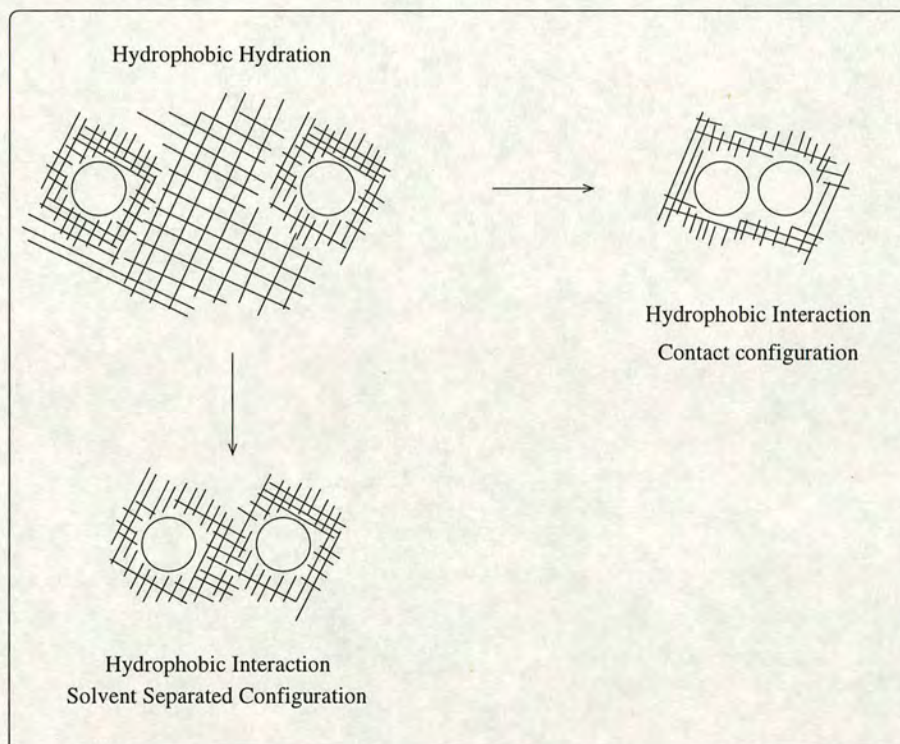 Hydrophobic Hydration
Hydrophobic Interaction
Contact configuration
Hydrophobic Interaction
Solvent Separated Configuration